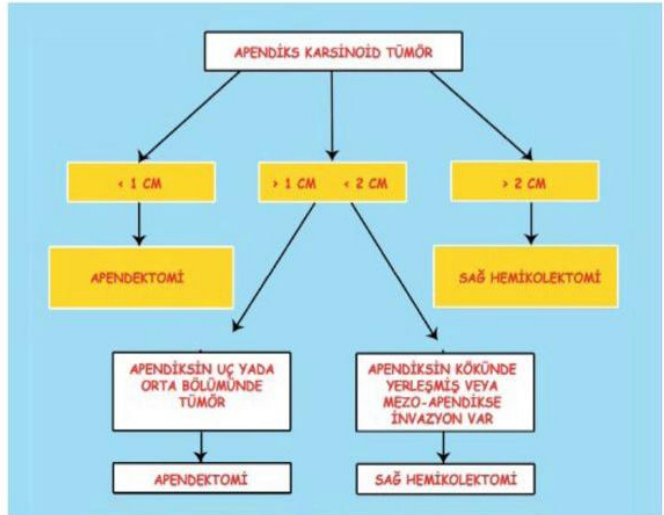 APENDİKS KARSİNOİD TÜMÖR
< 1 CM
> 1 CM < 2 CM
> 2 CM
APENDEKTOMİ
SAĞ HEMİKOLEKTOMİ
APENDİKSİN UÇ YADA
ORTA BÖLÜMÜNDE
TÜMÖR
APENDİKSİN KÖKÜNDE
YERLEŞMİŞ VEYA
MEZO-APENDİKSE
İNVAZYON VAR
APENDEKTOMİ
SAĞ HEMİKOLEKTOMİ